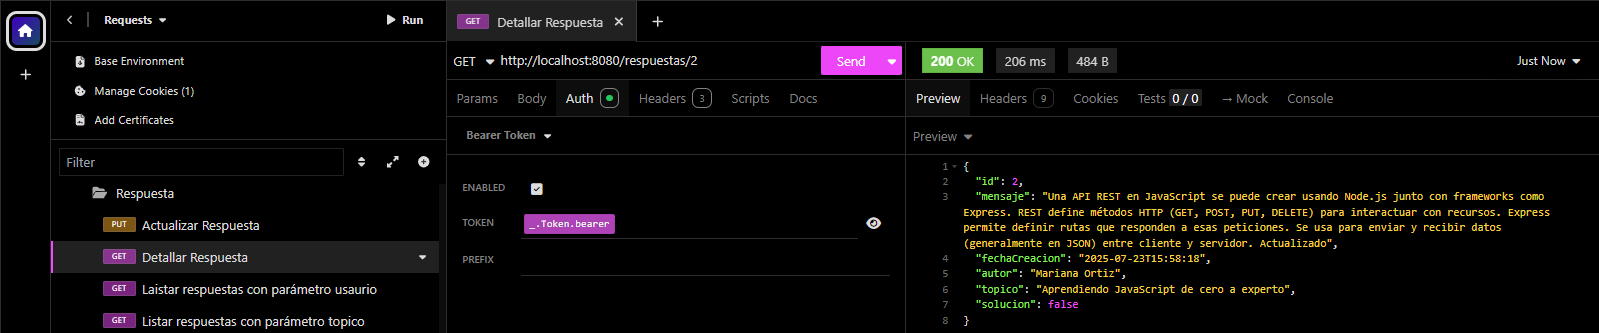 Requests
Run
Base Environment
Manage Cookies (1)
Add Certificates
Filter
Respuesta
PUT Actualizar Respuesta
GET Detallar Respuesta
GET Laistar respuestas con parámetro usaurio
GET Listar respuestas con parámetro topico
GET Detallar Respuesta
GET http://localhost:8080/respuestas/2 Send
Params Body Auth Headers 3 Scripts Docs
Bearer Token
ENABLED
TOKEN _.Token.bearer
PREFIX
200 OK 206 ms 484 B Just Now
Preview Headers 9 Cookies Tests 0 / 0 → Mock Console
Preview
1 {
2 "id": 2,
3 "mensaje": "Una API REST en JavaScript se puede crear usando Node.js junto con frameworks como
Express. REST define métodos HTTP (GET, POST, PUT, DELETE) para interactuar con recursos. Express
permite definir rutas que responden a esas peticiones. Se usa para enviar y recibir datos
(generalmente en JSON) entre cliente y servidor. Actualizado",
4 "fechaCreacion": "2025-07-23T15:58:18",
5 "autor": "Mariana Ortiz",
6 "topico": "Aprendiendo JavaScript de cero a experto",
7 "solucion": false
8 }